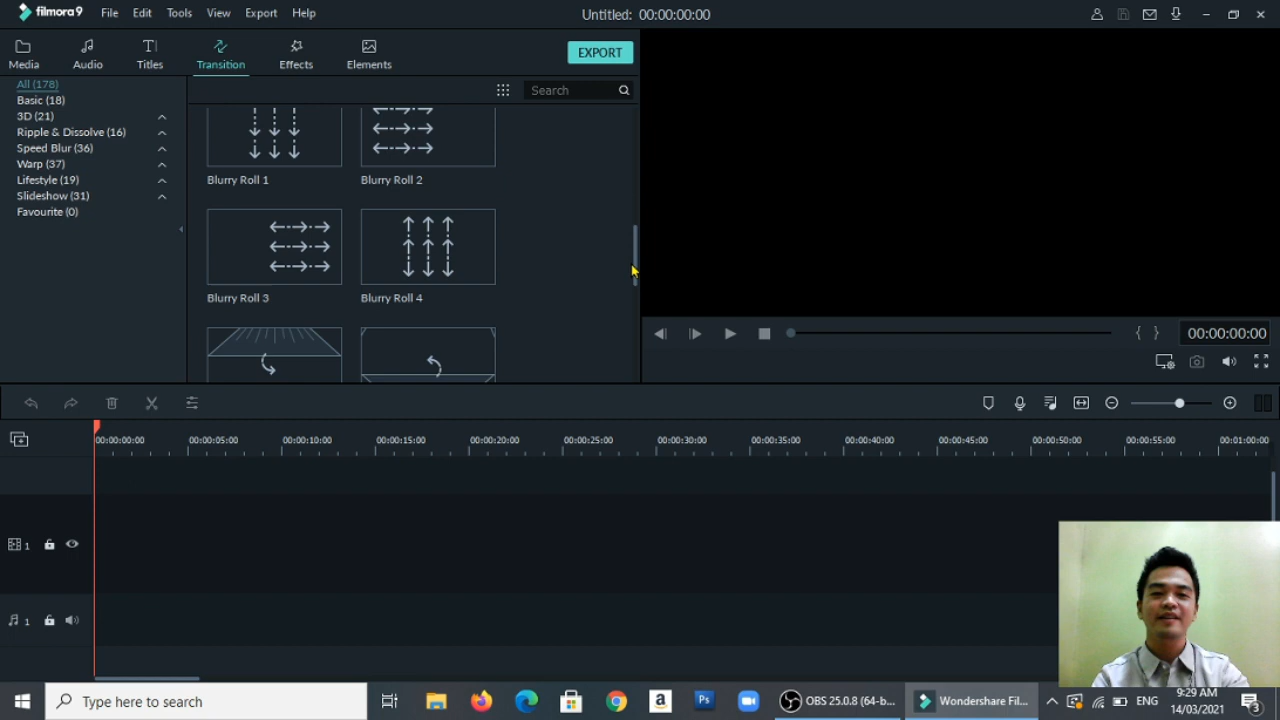 filmora9 File Edit Tools View Export Help Untitled: 00:00:00:00
Media Audio Titles Transition Effects Elements EXPORT
All (178)
Basic (18)
3D (21)
Ripple & Dissolve (16)
Speed Blur (36)
Warp (37)
Lifestyle (19)
Slideshow (31)
Favourite (0)
Search
Blurry Roll 1 Blurry Roll 2
Blurry Roll 3 Blurry Roll 4
00:00:00:00
00:00:00:00 00:00:05:00 00:00:10:00 00:00:15:00 00:00:20:00 00:00:25:00 00:00:30:00 00:00:35:00 00:00:40:00 00:00:45:00 00:00:50:00 00:00:55:00 00:01:00:00
1
1
Type here to search a Ps OBS 25.0.8 (64-b... Wondershare Fil... ENG 9:29 AM
14/03/2021 3